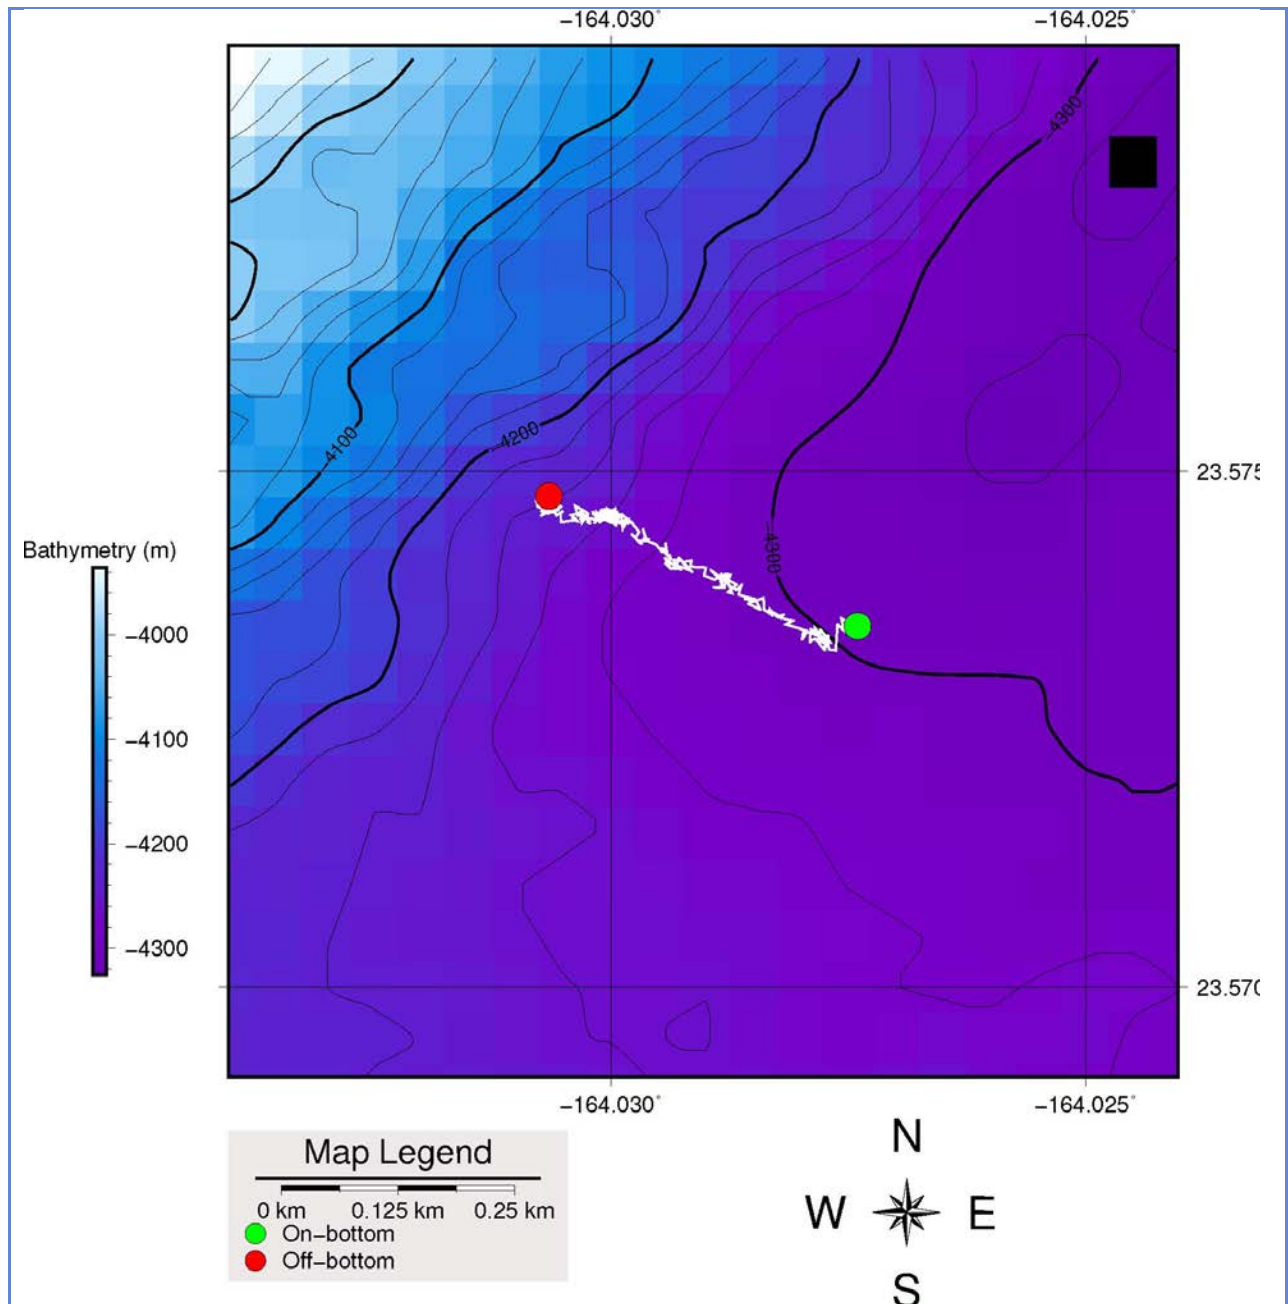 −164.030˚ −164.025˚
−4300
−4200
−4100
23.575
−4300
Bathymetry (m)
−4000
−4100
−4200
−4300
23.570
−164.030˚ −164.025˚
Map Legend
0 km 0.125 km 0.25 km
On-bottom
Off-bottom
N
W E
S